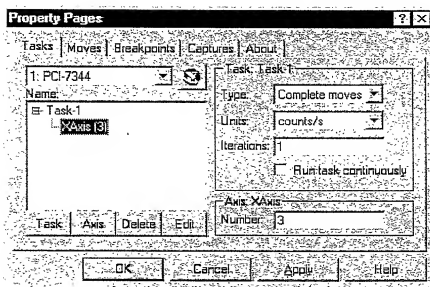 Property Pages
Tasks Moves Breakpoints Captures About
1: PCI-7344
Name:
Task-1
XAxis [3]
Task Axis Delete Edit
Task: Task-1
Type: Complete moves
Units: counts/s
Iterations: 1
Run task continuously
Axis: XAxis
Number: 3
OK Cancel Apply Help